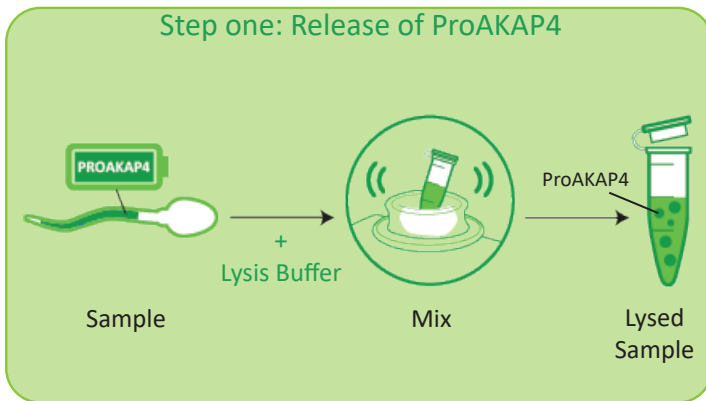 Step one: Release of ProAKAP4
PROAKAP4
ProAKAP4
+
Lysis Buffer
Sample
Mix
Lysed
Sample